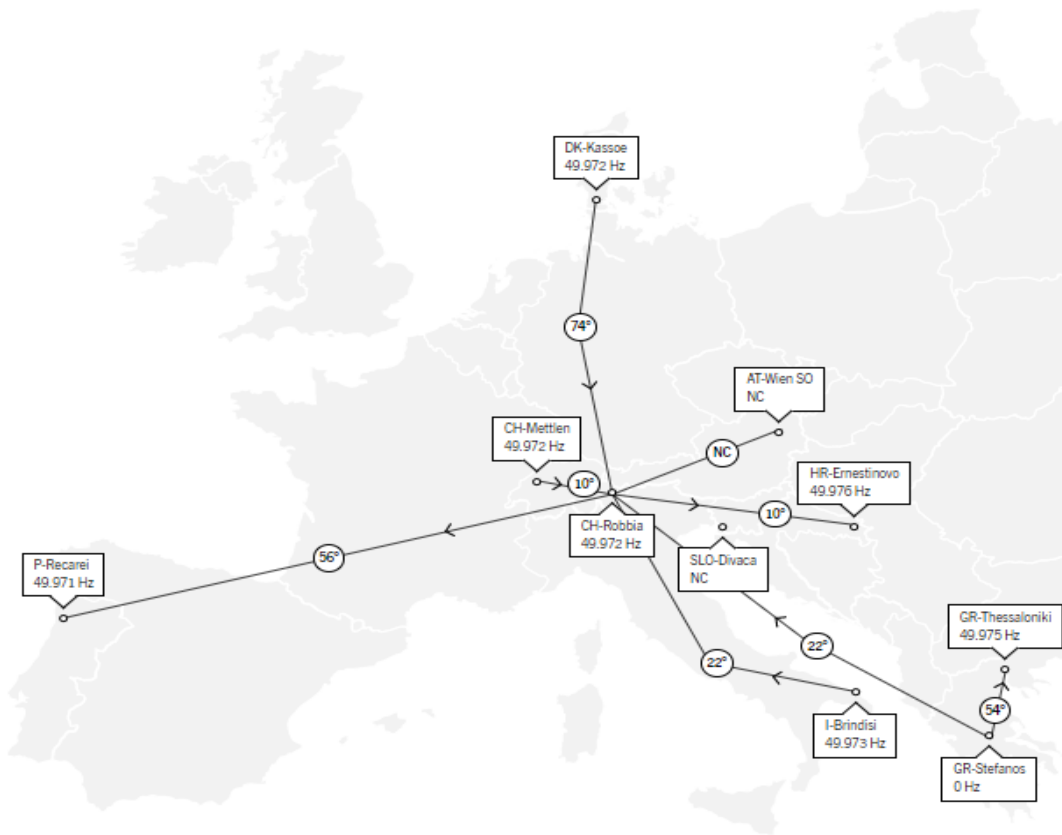 DK-Kassoe
49.972 Hz
74°
AT-Wien SO
NC
CH-Mettlen
49.972 Hz
NC
HR-Ernestinovo
49.976 Hz
10°
10°
CH-Robbia
49.972 Hz
SLO-Divaca
NC
56°
P-Recarei
49.971 Hz
GR-Thessaloniki
49.975 Hz
22°
22°
54°
I-Brindisi
49.973 Hz
GR-Stefanos
0 Hz